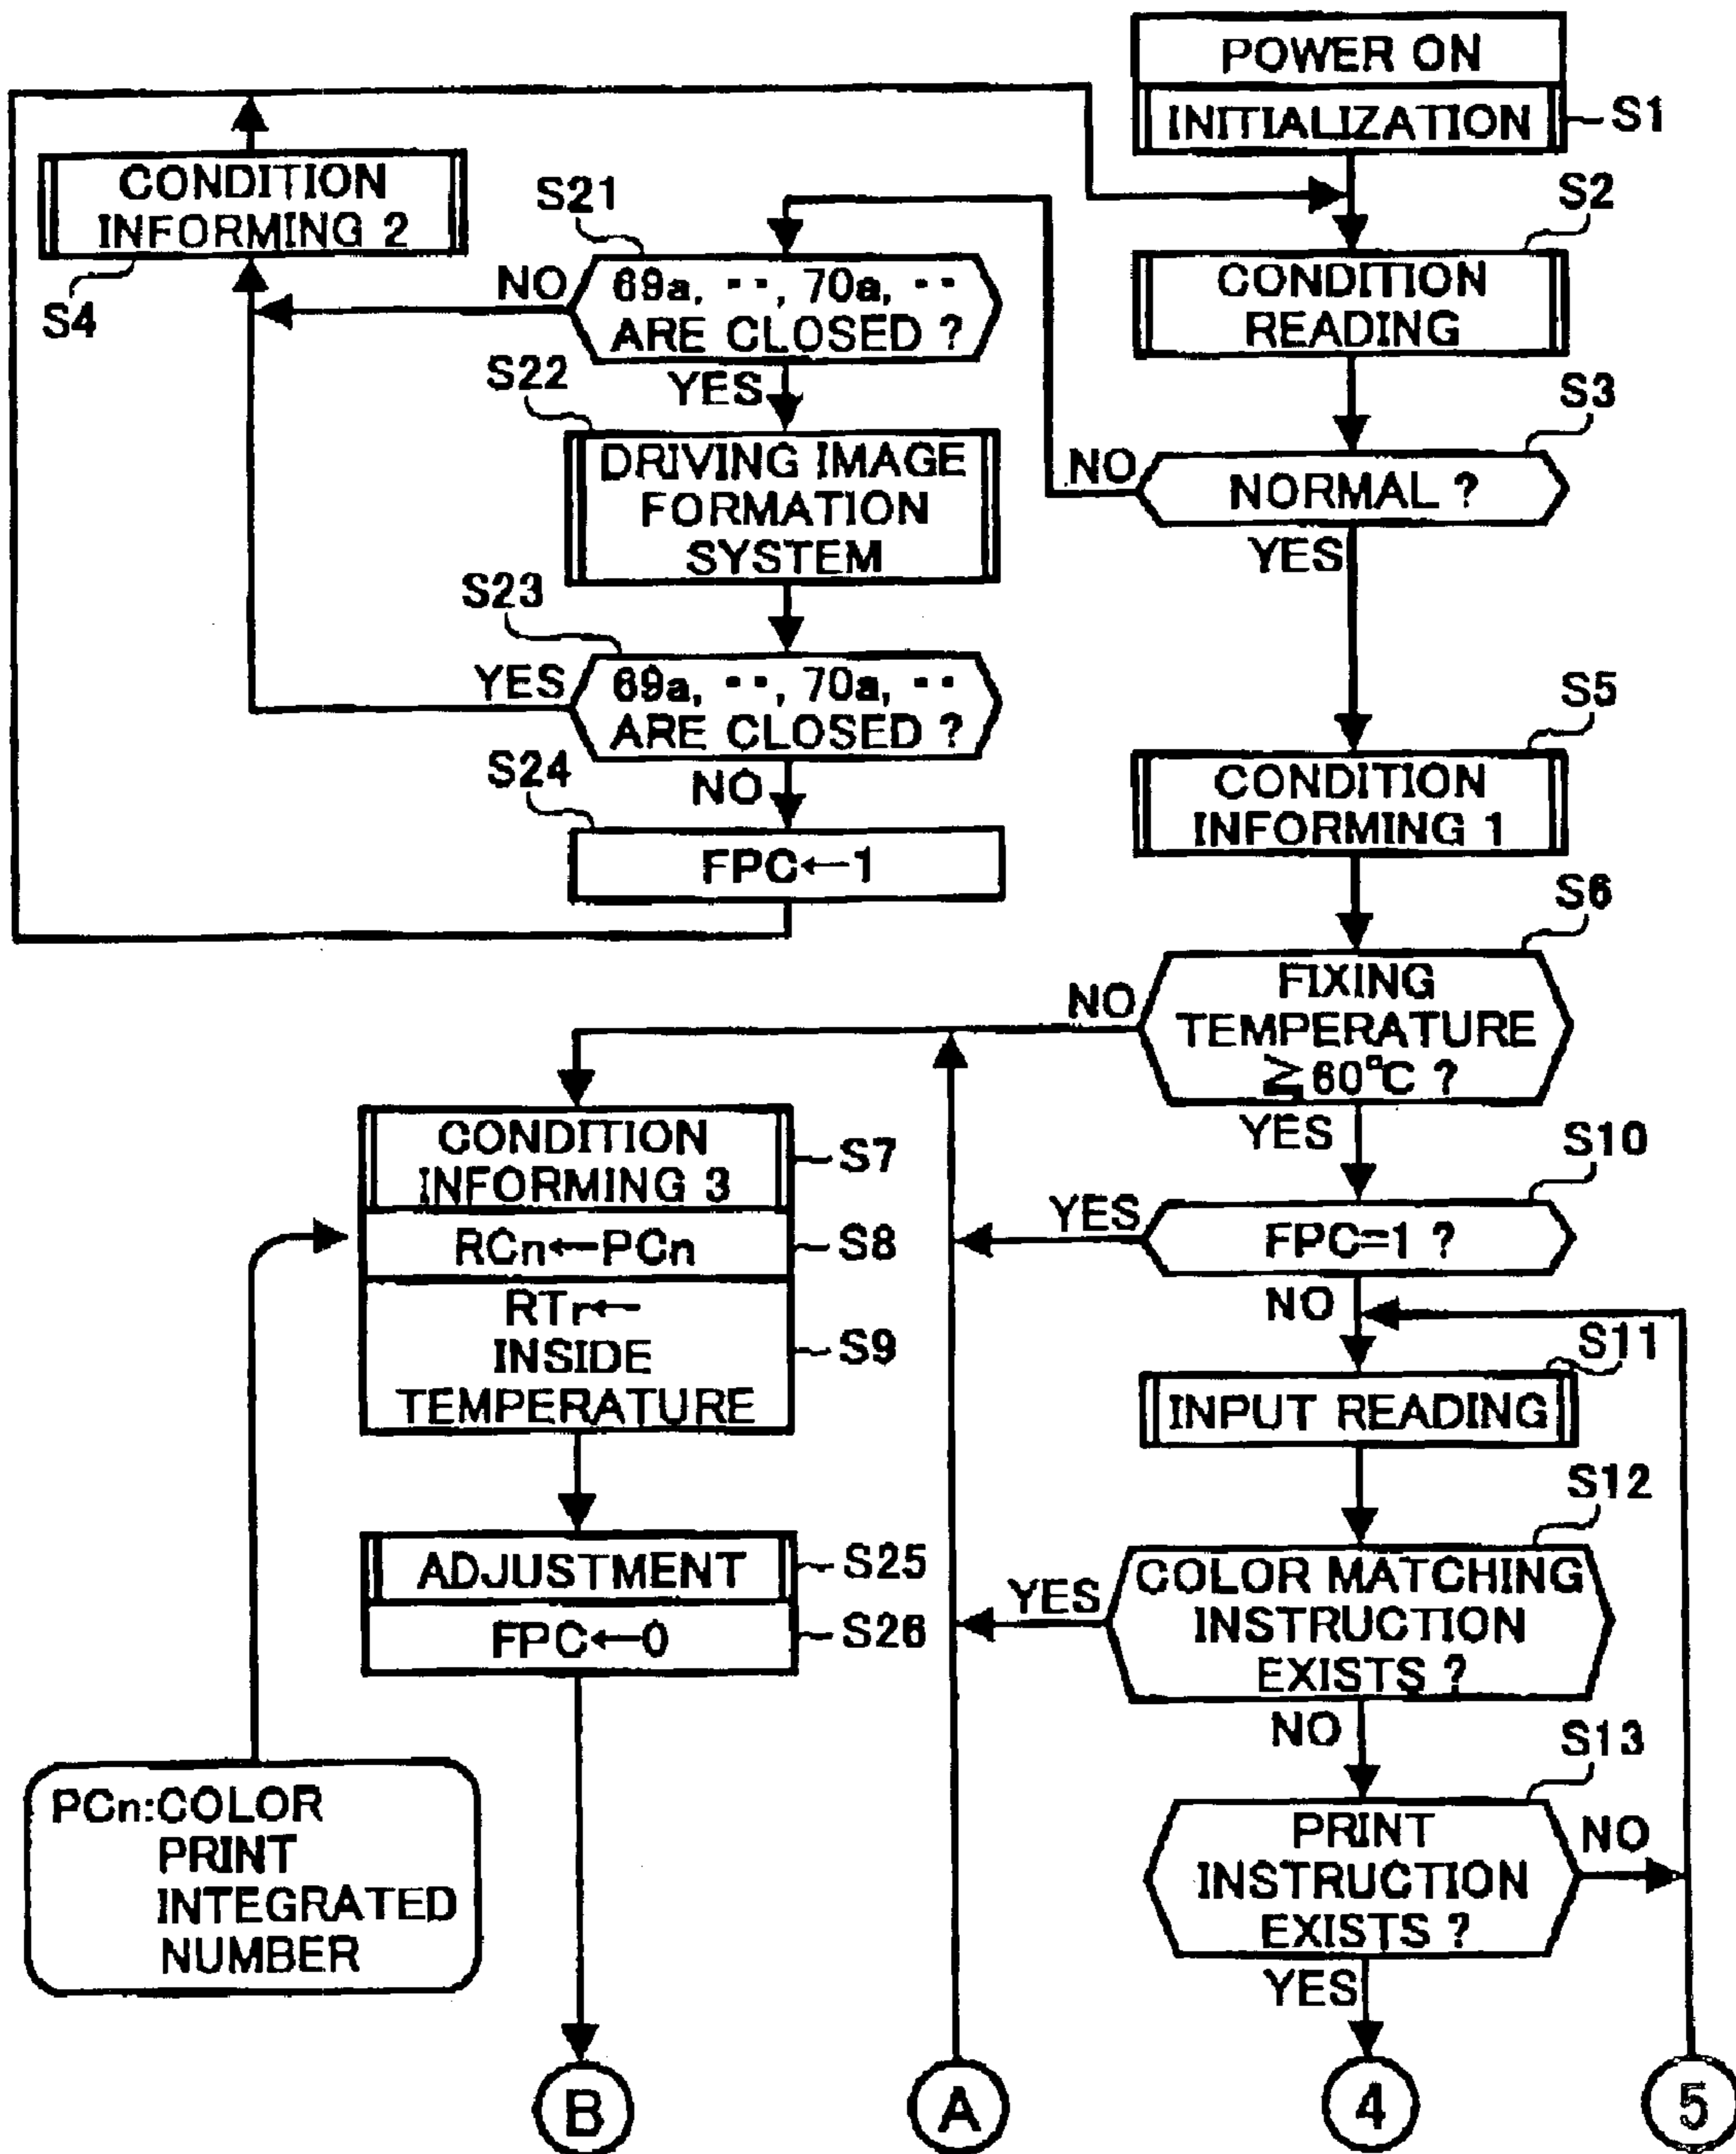 POWER ON
INITIALIZATION
S1
CONDITION
INFORMING 2
S4
S21
69a, ··, 70a, ··
ARE CLOSED ?
NO
YES
S2
CONDITION
READING
S3
NORMAL ?
NO
YES
S22
DRIVING IMAGE
FORMATION
SYSTEM
S23
69a, ··, 70a, ··
ARE CLOSED ?
YES
NO
S24
FPC←1
S5
CONDITION
INFORMING 1
S6
FIXING
TEMPERATURE
≧60°C ?
NO
YES
CONDITION
INFORMING 3
S7
RCn←PCn
S8
RTr←
INSIDE
TEMPERATURE
S9
S10
FPC=1 ?
YES
NO
S11
INPUT READING
S12
COLOR MATCHING
INSTRUCTION
EXISTS ?
YES
NO
ADJUSTMENT
S25
FPC←0
S26
S13
PRINT
INSTRUCTION
EXISTS ?
NO
YES
PCn:COLOR
PRINT
INTEGRATED
NUMBER
B
A
4
5